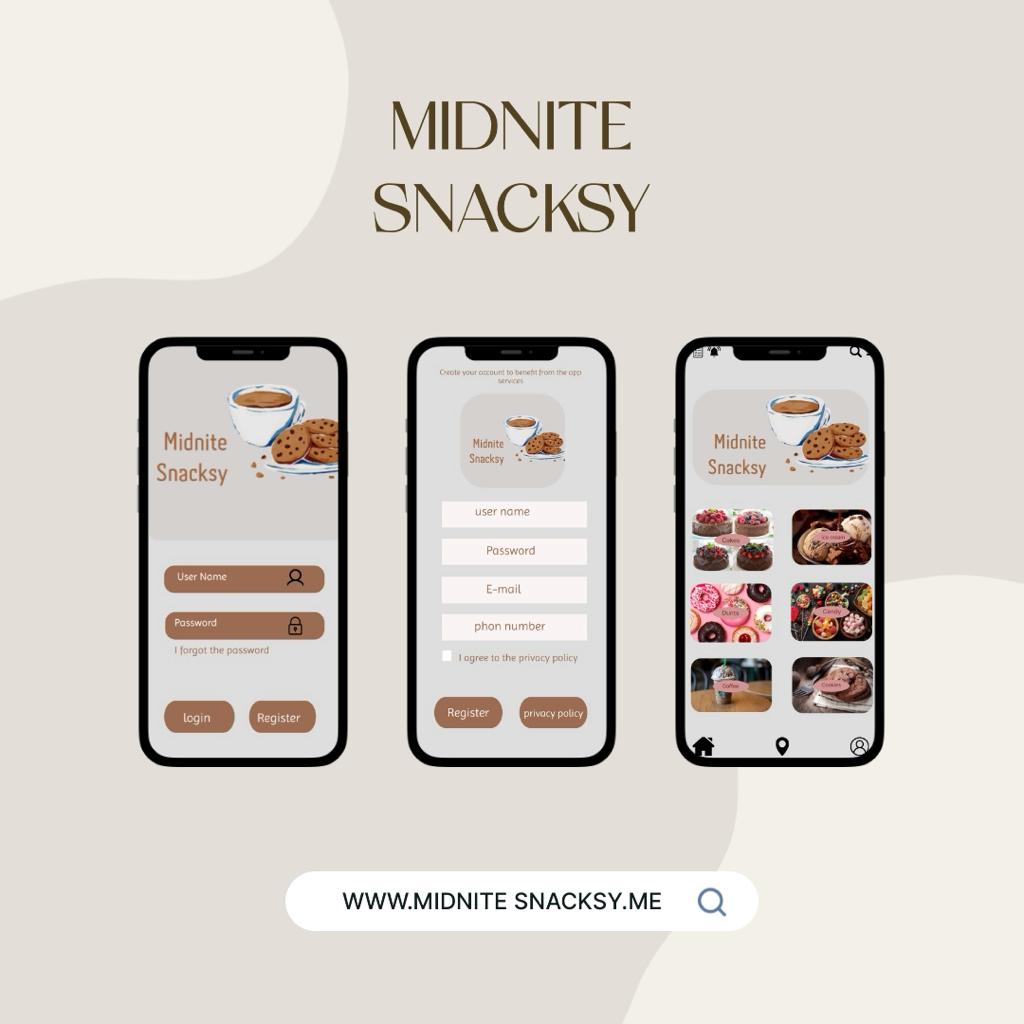 MIDNITE
SNACKSY
Midnite
Snacksy
User Name
Password
I forgot the password
login
Register
Create your account to benefit from the app
services
Midnite
Snacksy
user name
Password
E-mail
phon number
I agree to the privacy policy
Register
privacy policy
Midnite
Snacksy
Cakes
ice cream
Dunts
Candy
Coffee
Cookies
WWW.MIDNITE SNACKSY.ME